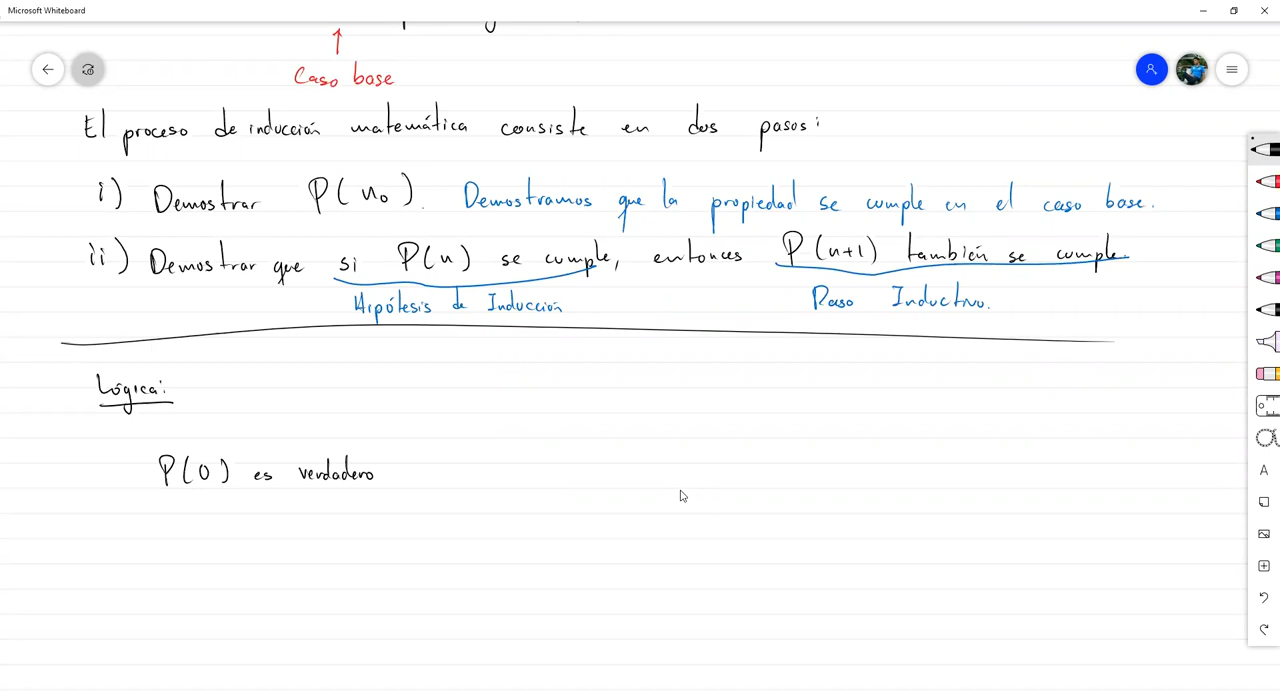 Microsoft Whiteboard
Caso base
El proceso de inducción matemática consiste en dos pasos:
i) Demostrar P(n₀). Demostramos que la propiedad se cumple en el caso base.
ii) Demostrar que si P(n) se cumple, entonces P(n+1) también se cumple.
Hipótesis de Inducción Paso Inductivo.
Lógica:
P(0) es verdadero